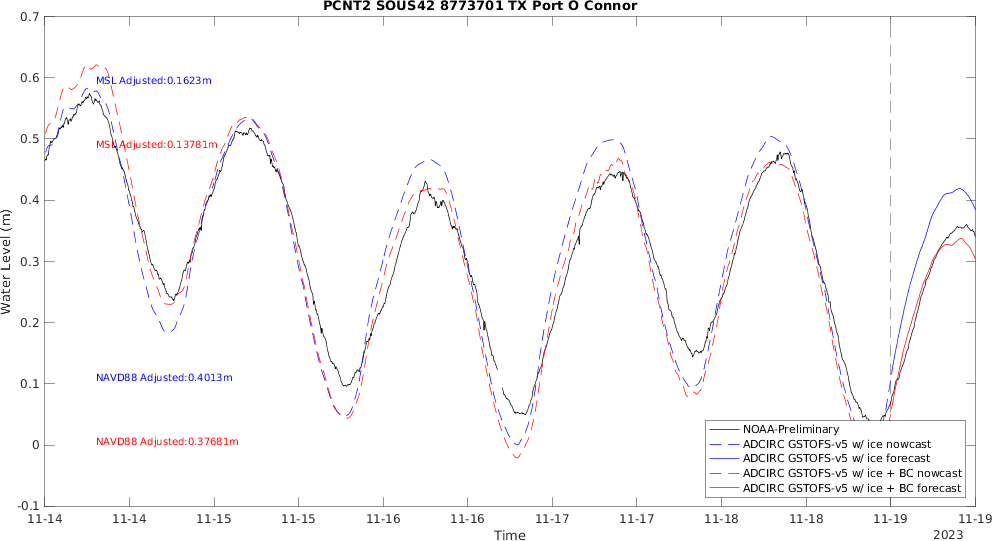 PCNT2 SOUS42 8773701 TX Port O Connor
0.7
0.6
0.5
0.4
0.3
0.2
0.1
0
-0.1
Water Level (m)
MSL Adjusted:0.1623m
MSL Adjusted:0.13781m
NAVD88 Adjusted:0.4013m
NAVD88 Adjusted:0.37681m
NOAA-Preliminary
ADCIRC GSTOFS-v5 w/ ice nowcast
ADCIRC GSTOFS-v5 w/ ice forecast
ADCIRC GSTOFS-v5 w/ ice + BC nowcast
ADCIRC GSTOFS-v5 w/ ice + BC forecast
11-14 11-14 11-15 11-15 11-16 11-16 11-17 11-17 11-18 11-18 11-19 11-19
Time
2023